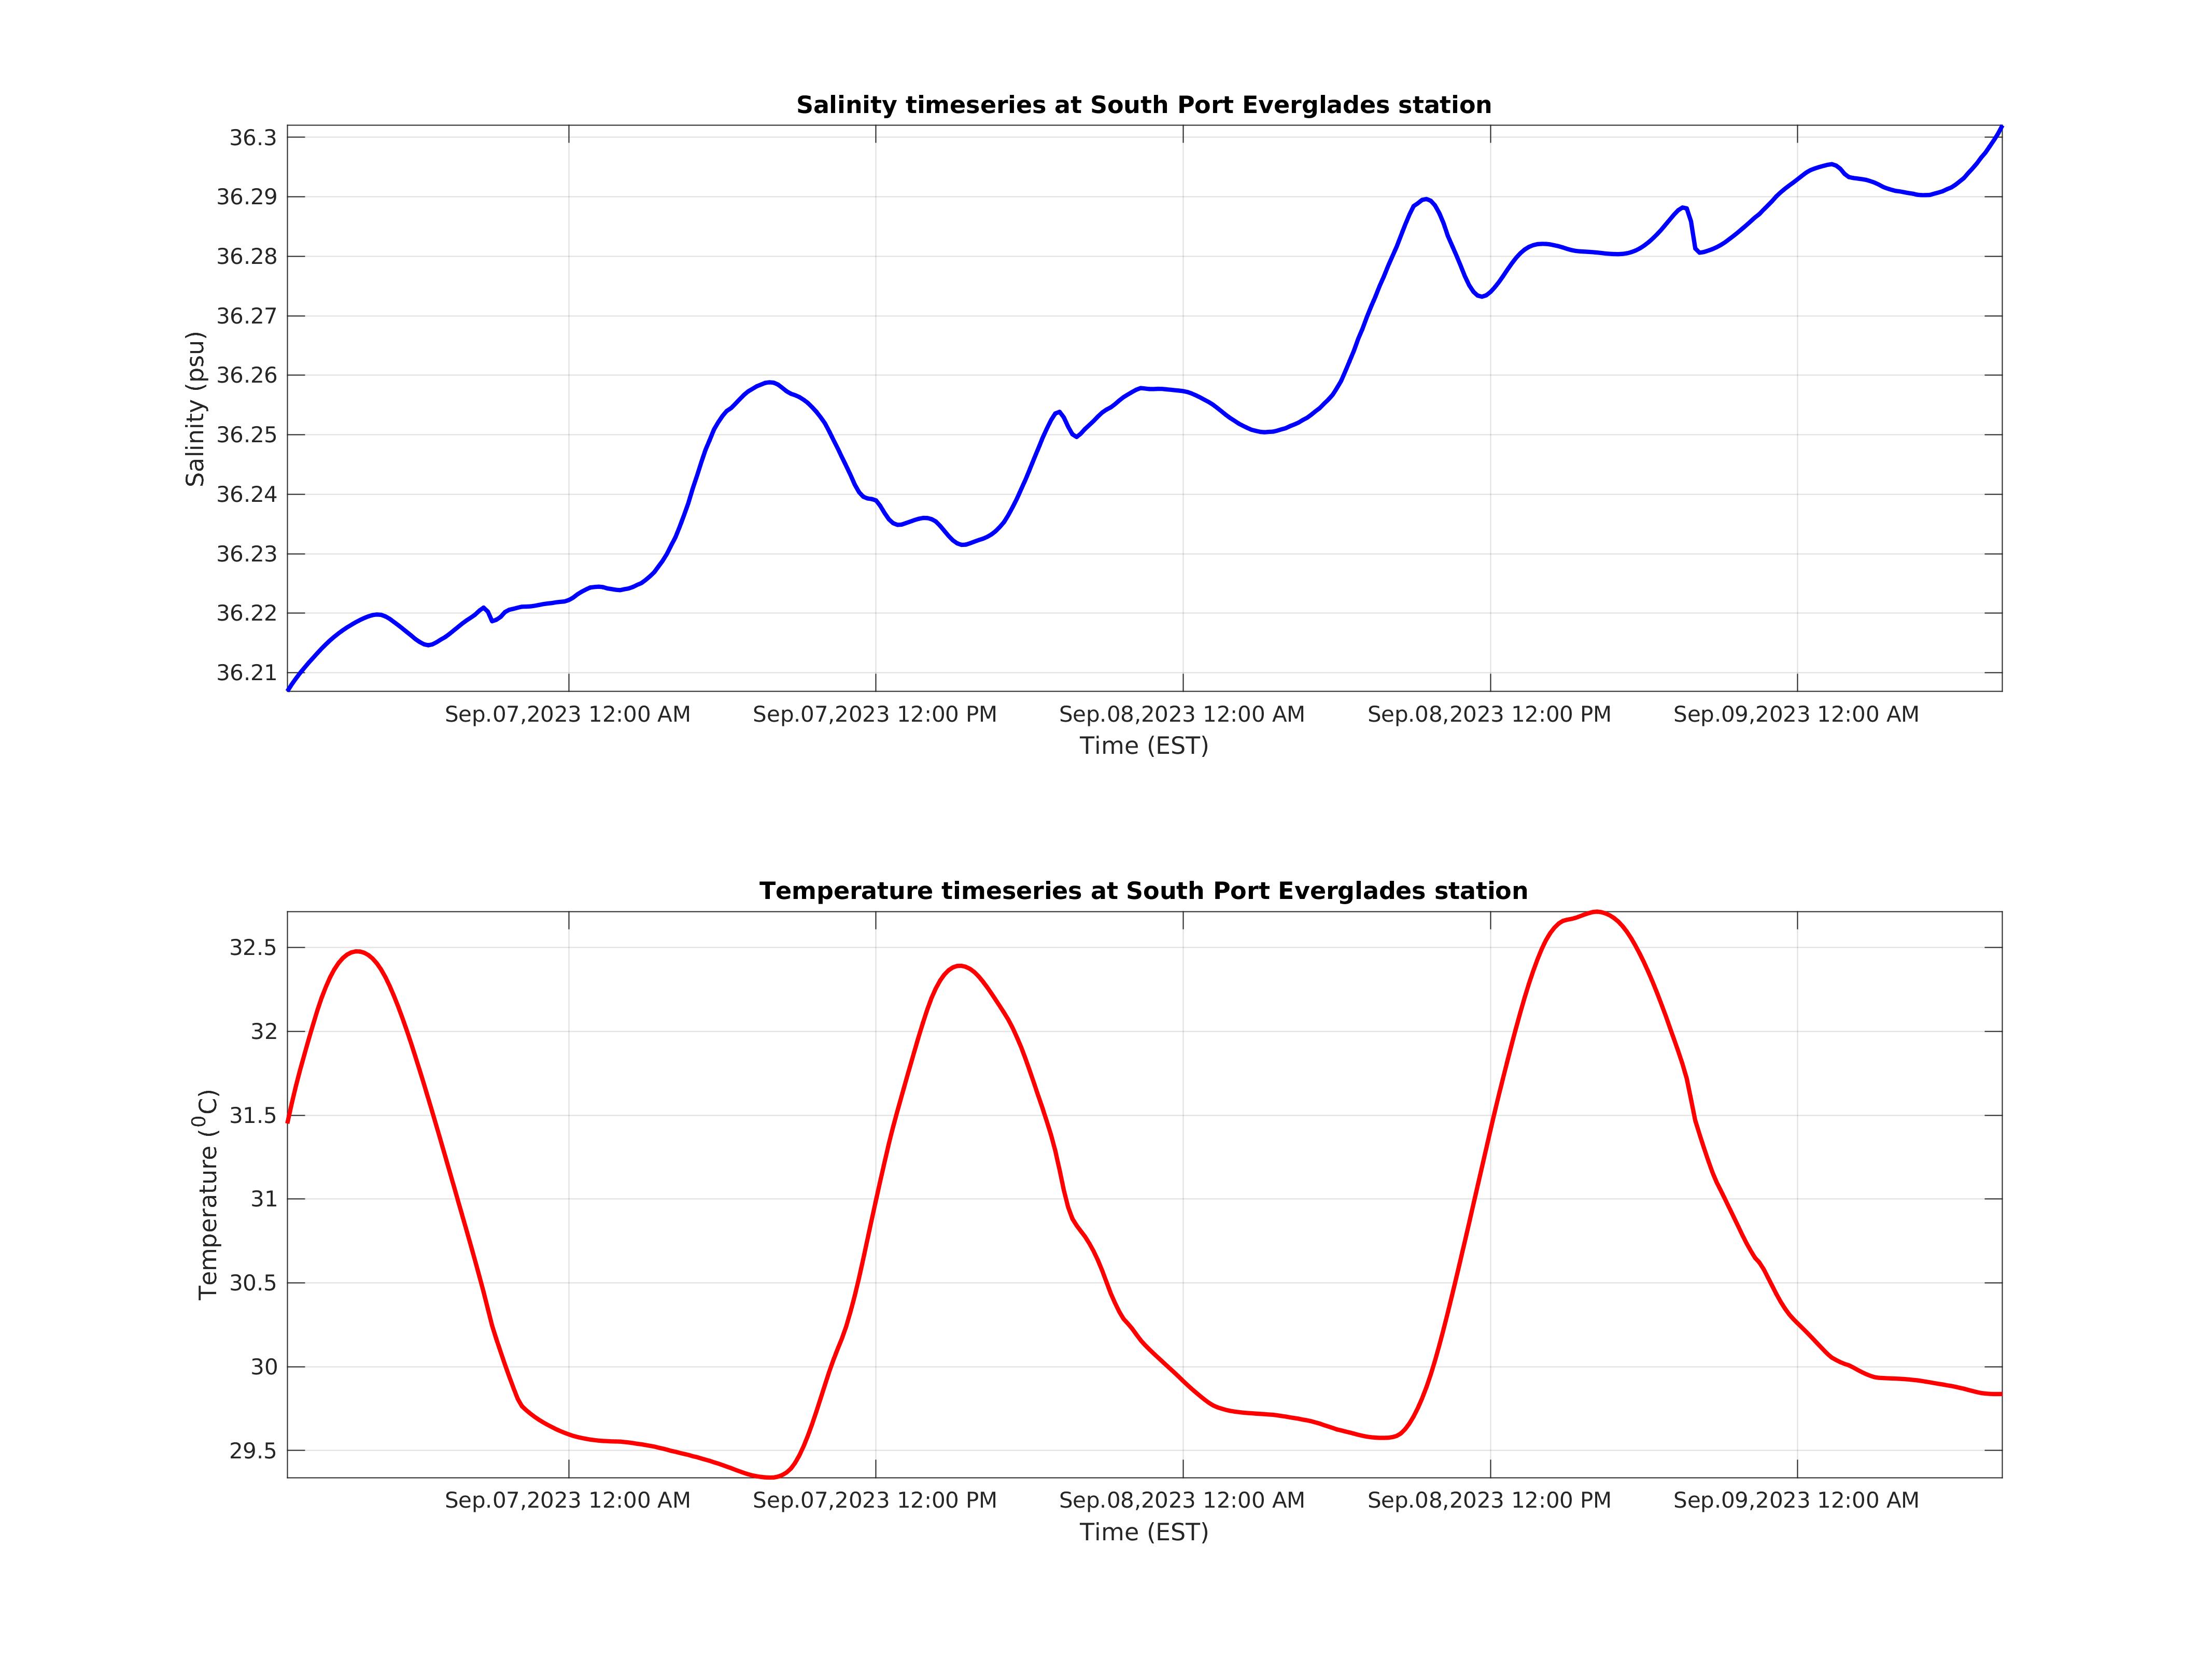 Salinity timeseries at South Port Everglades station
36.3
36.29
36.28
36.27
36.26
36.25
36.24
36.23
36.22
36.21
Salinity (psu)
Sep.07,2023 12:00 AM Sep.07,2023 12:00 PM Sep.08,2023 12:00 AM Sep.08,2023 12:00 PM Sep.09,2023 12:00 AM
Time (EST)
Temperature timeseries at South Port Everglades station
32.5
32
31.5
31
30.5
30
29.5
Temperature (⁰C)
Sep.07,2023 12:00 AM Sep.07,2023 12:00 PM Sep.08,2023 12:00 AM Sep.08,2023 12:00 PM Sep.09,2023 12:00 AM
Time (EST)